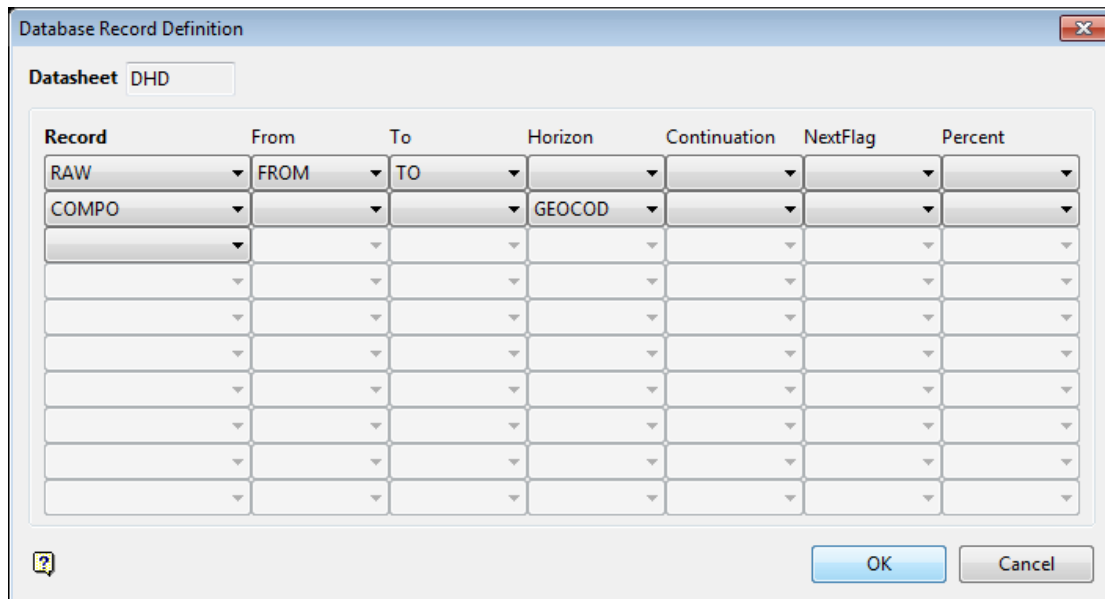 Database Record Definition
Datasheet DHD
Record From To Horizon Continuation NextFlag Percent
RAW FROM TO
COMPO GEOCOD
OK Cancel